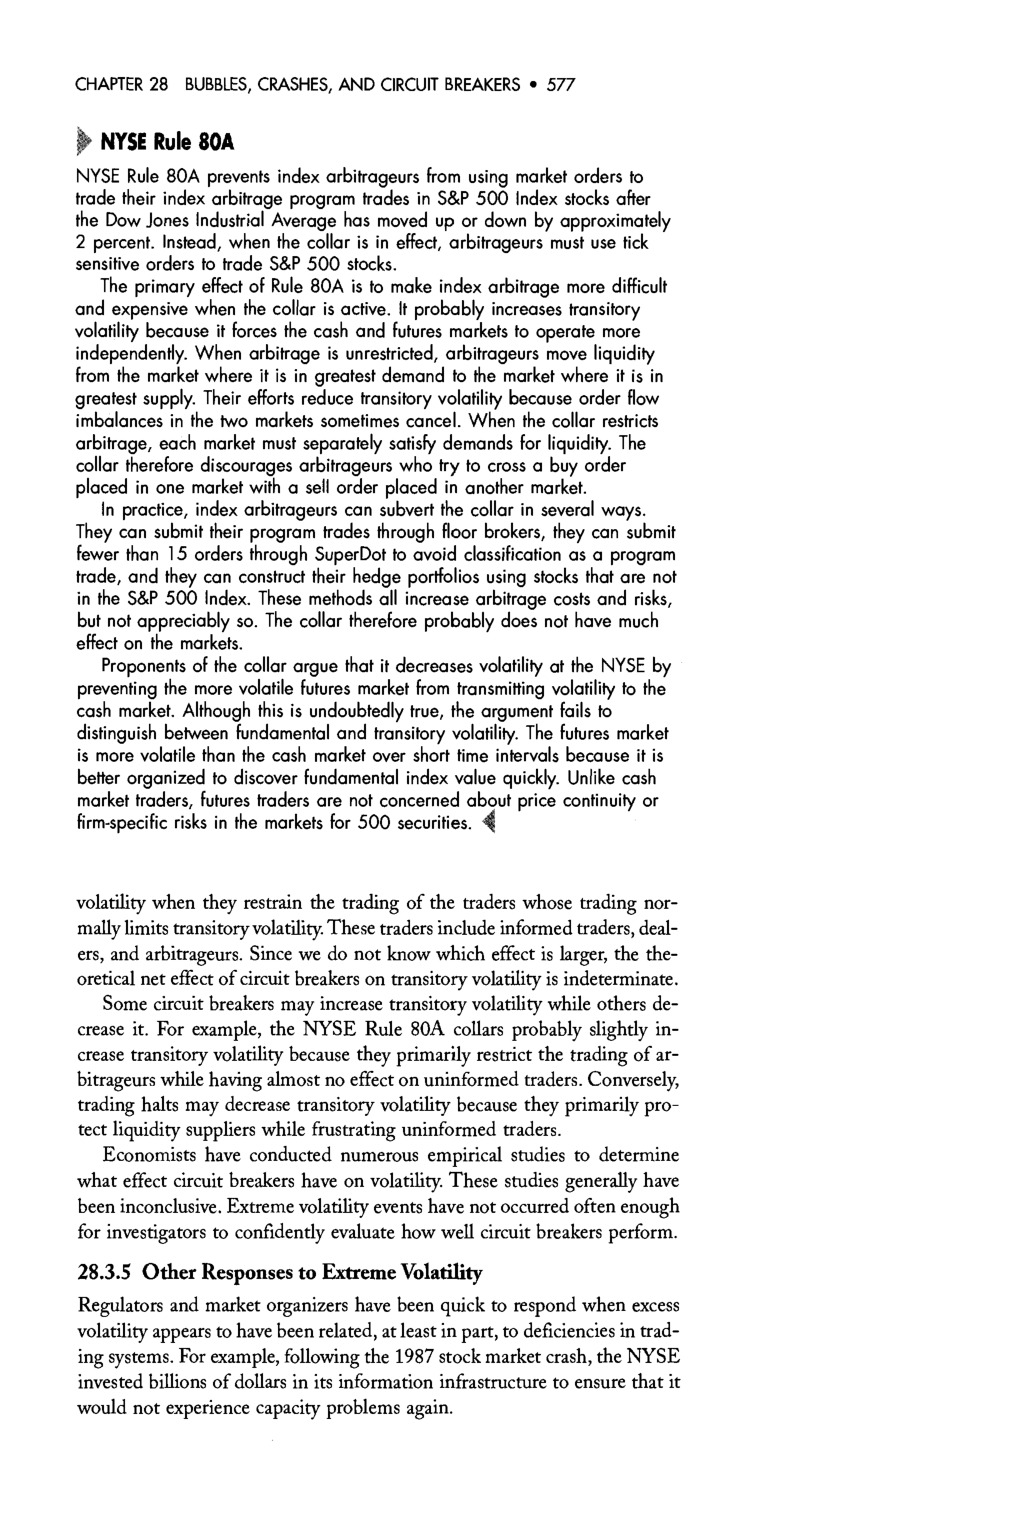 CHAPTER 28 BUBBLES, CRASHES, AND CIRCUIT BREAKERS • 577
NYSE Rule 80A
NYSE Rule 80A prevents index arbitrageurs from using market orders to
trade their index arbitrage program trades in S&P 500 Index stocks after
the Dow Jones Industrial Average has moved up or down by approximately
2 percent. Instead, when the collar is in effect, arbitrageurs must use tick
sensitive orders to trade S&P 500 stocks.
The primary effect of Rule 80A is to make index arbitrage more difficult
and expensive when the collar is active. It probably increases transitory
volatility because it forces the cash and futures markets to operate more
independently. When arbitrage is unrestricted, arbitrageurs move liquidity
from the market where it is in greatest demand to the market where it is in
greatest supply. Their efforts reduce transitory volatility because order flow
imbalances in the two markets sometimes cancel. When the collar restricts
arbitrage, each market must separately satisfy demands for liquidity. The
collar therefore discourages arbitrageurs who try to cross a buy order
placed in one market with a sell order placed in another market.
In practice, index arbitrageurs can subvert the collar in several ways.
They can submit their program trades through floor brokers, they can submit
fewer than 15 orders through SuperDot to avoid classification as a program
trade, and they can construct their hedge portfolios using stocks that are not
in the S&P 500 Index. These methods all increase arbitrage costs and risks,
but not appreciably so. The collar therefore probably does not have much
effect on the markets.
Proponents of the collar argue that it decreases volatility at the NYSE by
preventing the more volatile futures market from transmitting volatility to the
cash market. Although this is undoubtedly true, the argument fails to
distinguish between fundamental and transitory volatility. The futures market
is more volatile than the cash market over short time intervals because it is
better organized to discover fundamental index value quickly. Unlike cash
market traders, futures traders are not concerned about price continuity or
firm-specific risks in the markets for 500 securities.
volatility when they restrain the trading of the traders whose trading nor-
mally limits transitory volatility. These traders include informed traders, deal-
ers, and arbitrageurs. Since we do not know which effect is larger, the the-
oretical net effect of circuit breakers on transitory volatility is indeterminate.
Some circuit breakers may increase transitory volatility while others de-
crease it. For example, the NYSE Rule 80A collars probably slightly in-
crease transitory volatility because they primarily restrict the trading of ar-
bitrageurs while having almost no effect on uninformed traders. Conversely,
trading halts may decrease transitory volatility because they primarily pro-
tect liquidity suppliers while frustrating uninformed traders.
Economists have conducted numerous empirical studies to determine
what effect circuit breakers have on volatility. These studies generally have
been inconclusive. Extreme volatility events have not occurred often enough
for investigators to confidently evaluate how well circuit breakers perform.
28.3.5 Other Responses to Extreme Volatility
Regulators and market organizers have been quick to respond when excess
volatility appears to have been related, at least in part, to deficiencies in trad-
ing systems. For example, following the 1987 stock market crash, the NYSE
invested billions of dollars in its information infrastructure to ensure that it
would not experience capacity problems again.